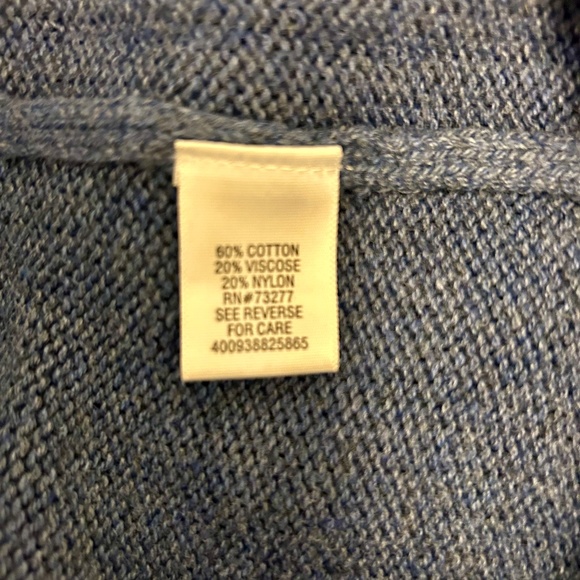 60% COTTON
20% VISCOSE
20% NYLON
RN#73277
SEE REVERSE
FOR CARE
400938825865